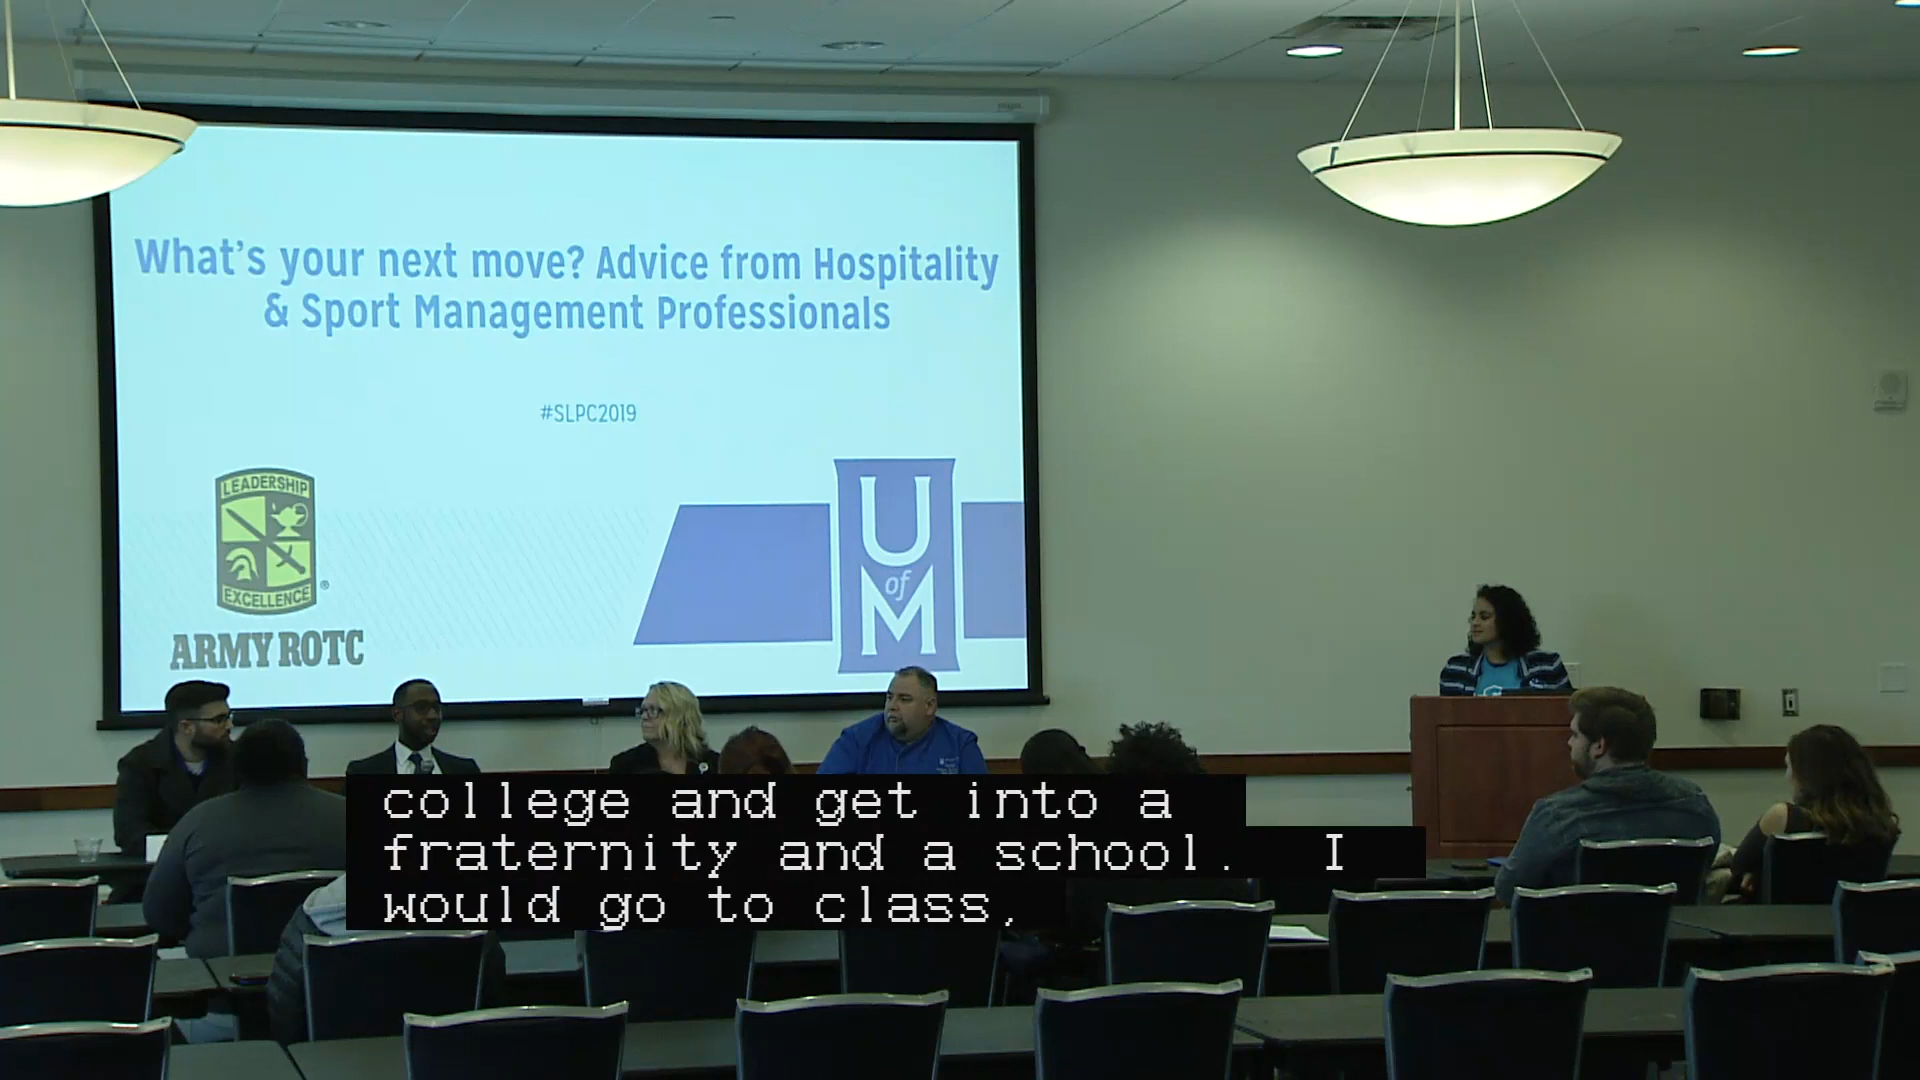 What's your next move? Advice from Hospitality
& Sport Management Professionals
#SLPC2019
LEADERSHIP
EXCELLENCE
®
ARMY ROTC
U
of
M
college and get into a
fraternity and a school.  I
would go to class,